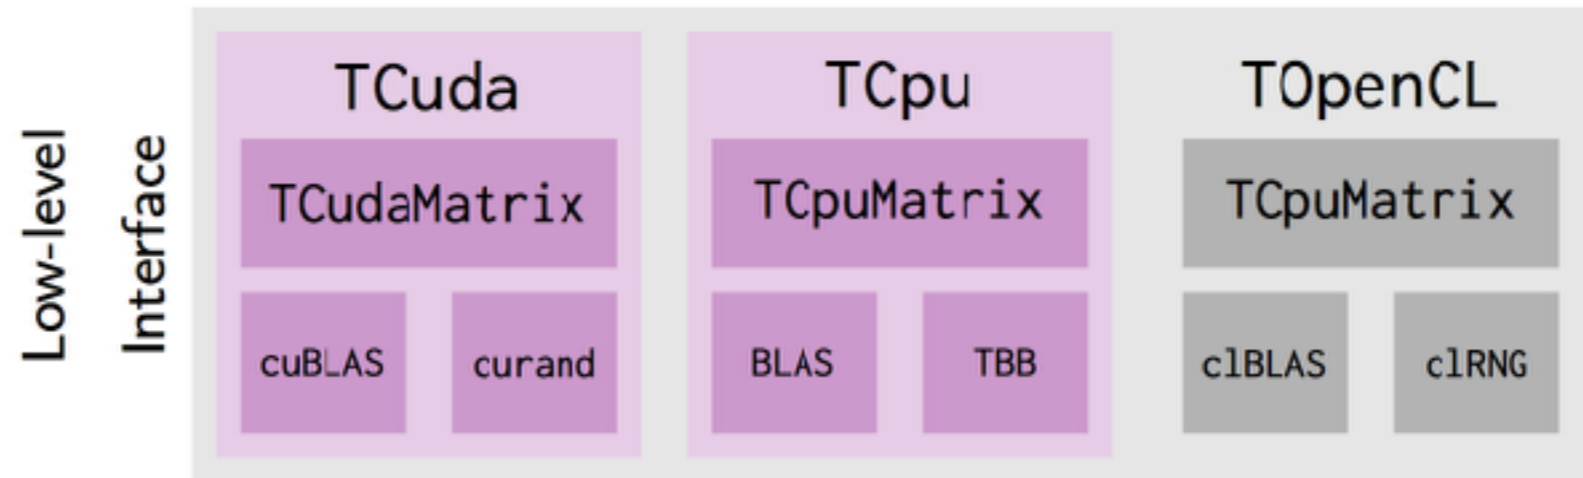 Low-level
Interface
TCuda
TCudaMatrix
cuBLAS
curand
TCpu
TCpuMatrix
BLAS
TBB
TOpenCL
TCpuMatrix
clBLAS
clRNG